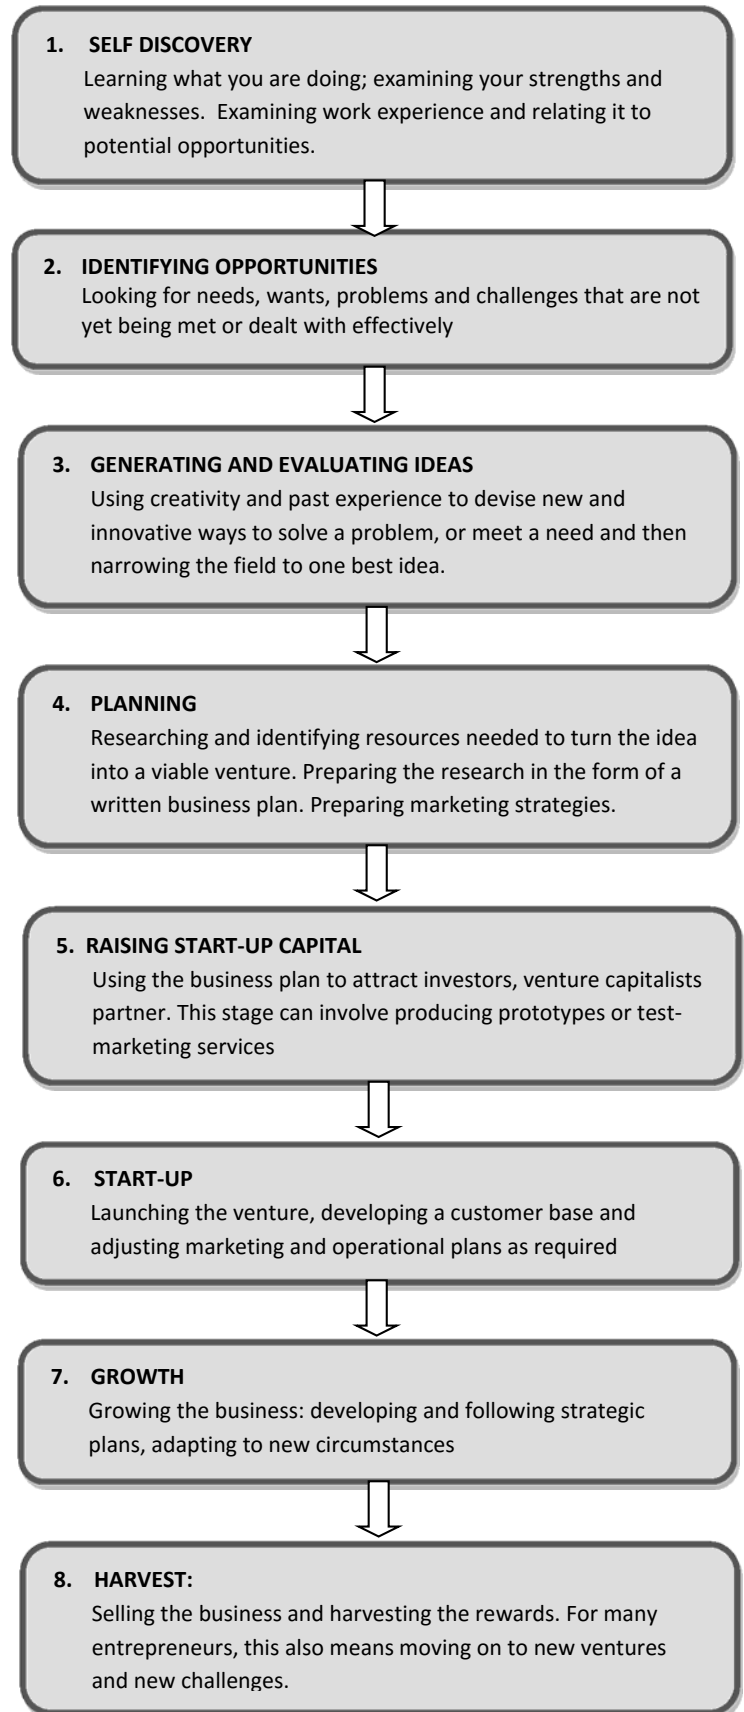 1. SELF DISCOVERY
Learning what you are doing; examining your strengths and
weaknesses. Examining work experience and relating it to
potential opportunities.
2. IDENTIFYING OPPORTUNITIES
Looking for needs, wants, problems and challenges that are not
yet being met or dealt with effectively
3. GENERATING AND EVALUATING IDEAS
Using creativity and past experience to devise new and
innovative ways to solve a problem, or meet a need and then
narrowing the field to one best idea.
4. PLANNING
Researching and identifying resources needed to turn the idea
into a viable venture. Preparing the research in the form of a
written business plan. Preparing marketing strategies.
5. RAISING START-UP CAPITAL
Using the business plan to attract investors, venture capitalists
partner. This stage can involve producing prototypes or test-
marketing services
6. START-UP
Launching the venture, developing a customer base and
adjusting marketing and operational plans as required
7. GROWTH
Growing the business: developing and following strategic
plans, adapting to new circumstances
8. HARVEST:
Selling the business and harvesting the rewards. For many
entrepreneurs, this also means moving on to new ventures
and new challenges.